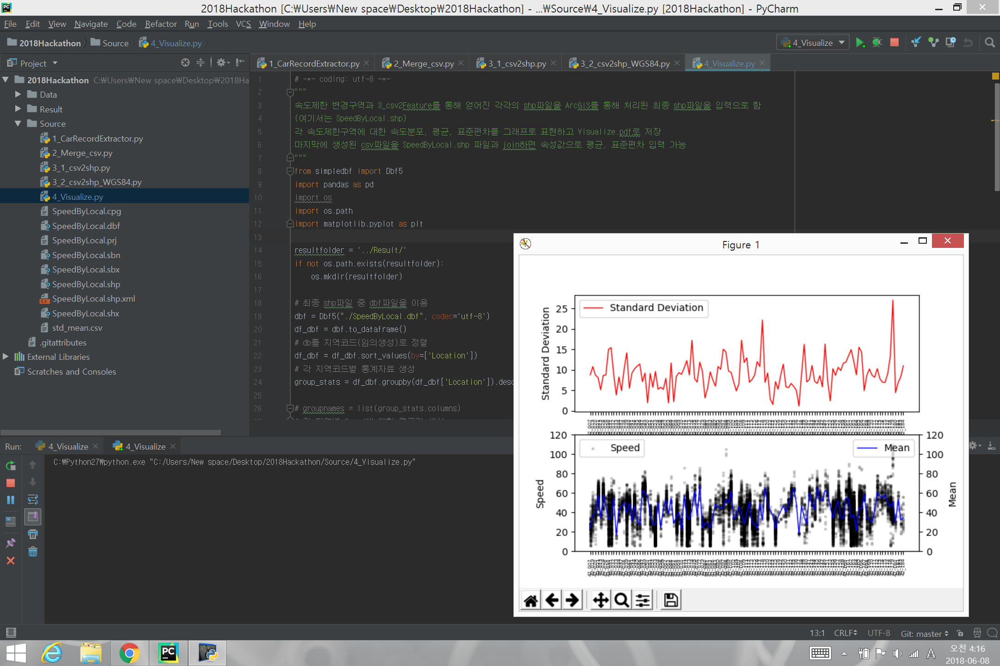 2018Hackathon [C:₩Users₩New space₩Desktop₩2018Hackathon] - ...₩Source₩4_Visualize.py [2018Hackathon] - PyCharm
File Edit View Navigate Code Refactor Run Tools VCS Window Help
2018Hackathon Source 4_Visualize.py
4_Visualize
Project
1_CarRecordExtractor.py 2_Merge_csv.py 3_1_csv2shp.py 3_2_csv2shp_WGS84.py 4_Visualize.py
2018Hackathon C:₩Users₩New space₩Desktop₩2018Ha
Data
Result
Source
1_CarRecordExtractor.py
2_Merge_csv.py
3_1_csv2shp.py
3_2_csv2shp_WGS84.py
4_Visualize.py
SpeedByLocal.cpg
SpeedByLocal.dbf
SpeedByLocal.prj
SpeedByLocal.sbn
SpeedByLocal.sbx
SpeedByLocal.shp
SpeedByLocal.shp.xml
SpeedByLocal.shx
std_mean.csv
.gitattributes
External Libraries
Scratches and Consoles
1 # -*- coding: utf-8 -*-
2 """
3 속도제한 변경구역과 3_csv2Feature를 통해 얻어진 각각의 shp파일을 ArcGIS를 통해 처리된 최종 shp파일을 입력으로 함
4 (여기서는 SpeedByLocal.shp)
5 각 속도제한구역에 대한 속도분포, 평균, 표준편차를 그래프로 표현하고 Visualize.pdf로 저장
6 마지막에 생성된 csv파일을 SpeedByLocal.shp 파일과 join하면 속성값으로 평균, 표준편차 입력 가능
7 """
8 from simpledbf import Dbf5
9 import pandas as pd
10 import os
11 import os.path
12 import matplotlib.pyplot as plt
13
14 resultfolder = '../Result/'
15 if not os.path.exists(resultfolder):
16 os.mkdir(resultfolder)
17
18 # 최종 shp파일 중 dbf파일을 이용
19 dbf = Dbf5("./SpeedByLocal.dbf", codec='utf-8')
20 df_dbf = dbf.to_dataframe()
21 # db를 지역코드(임의생성)로 정렬
22 df_dbf = df_dbf.sort_values(by=['Location'])
23 # 각 지역코드별 통계자료 생성
24 group_stats = df_dbf.groupby(df_dbf['Location']).desc
25
26 # groupnames = list(group_stats.columns)
Figure 1
Standard Deviation
Standard Deviation
25
20
15
10
5
0
Speed
Mean
Speed
Mean
120 120
100 100
80 80
60 60
40 40
20 20
0 0
Run: 4_Visualize 4_Visualize
C:₩Python27₩python.exe "C:/Users/New space/Desktop/2018Hackathon/Source/4_Visualize.py"
13:1 CRLF UTF-8 Git: master
PC
A
오전 4:16
2018-06-08